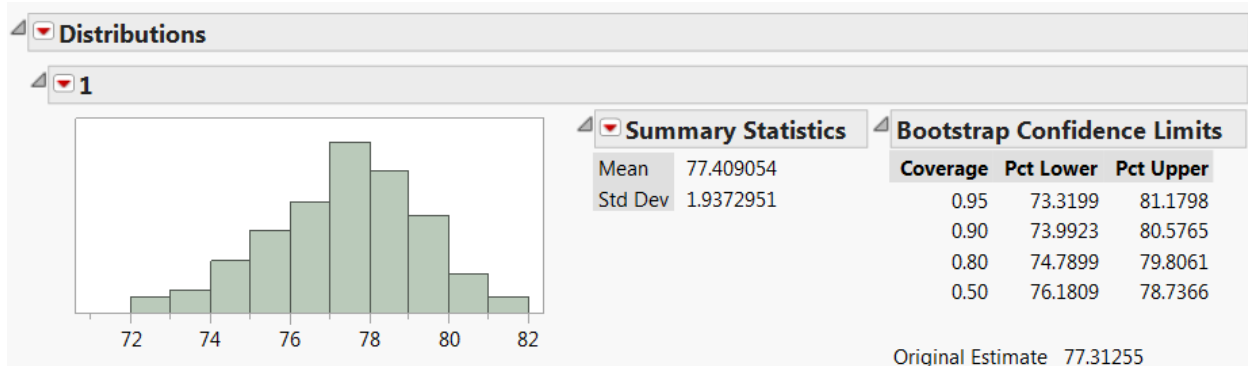 Distributions
1
72 74 76 78 80 82
Summary Statistics
Mean 77.409054
Std Dev 1.9372951
Bootstrap Confidence Limits
Coverage Pct Lower Pct Upper
0.95 73.3199 81.1798
0.90 73.9923 80.5765
0.80 74.7899 79.8061
0.50 76.1809 78.7366
Original Estimate 77.31255